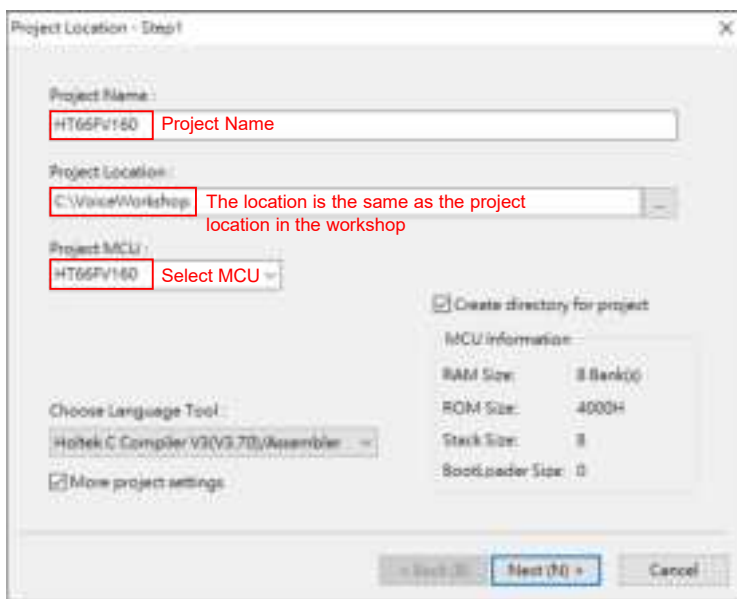 Project Location - Step1
Project Name :
HT66FV160 Project Name
Project Location :
C:\VoiceWorkshop The location is the same as the project
location in the workshop
...
Project MCU :
HT66FV160 Select MCU
Create directory for project
MCU Information
RAM Size: 8 Bank(s)
Choose Language Tool : ROM Size: 4000H
Holtek C Compiler V3(V3.70)/Assembler Stack Size: 8
More project settings BootLoader Size: 0
< Back (B) Next (N) > Cancel